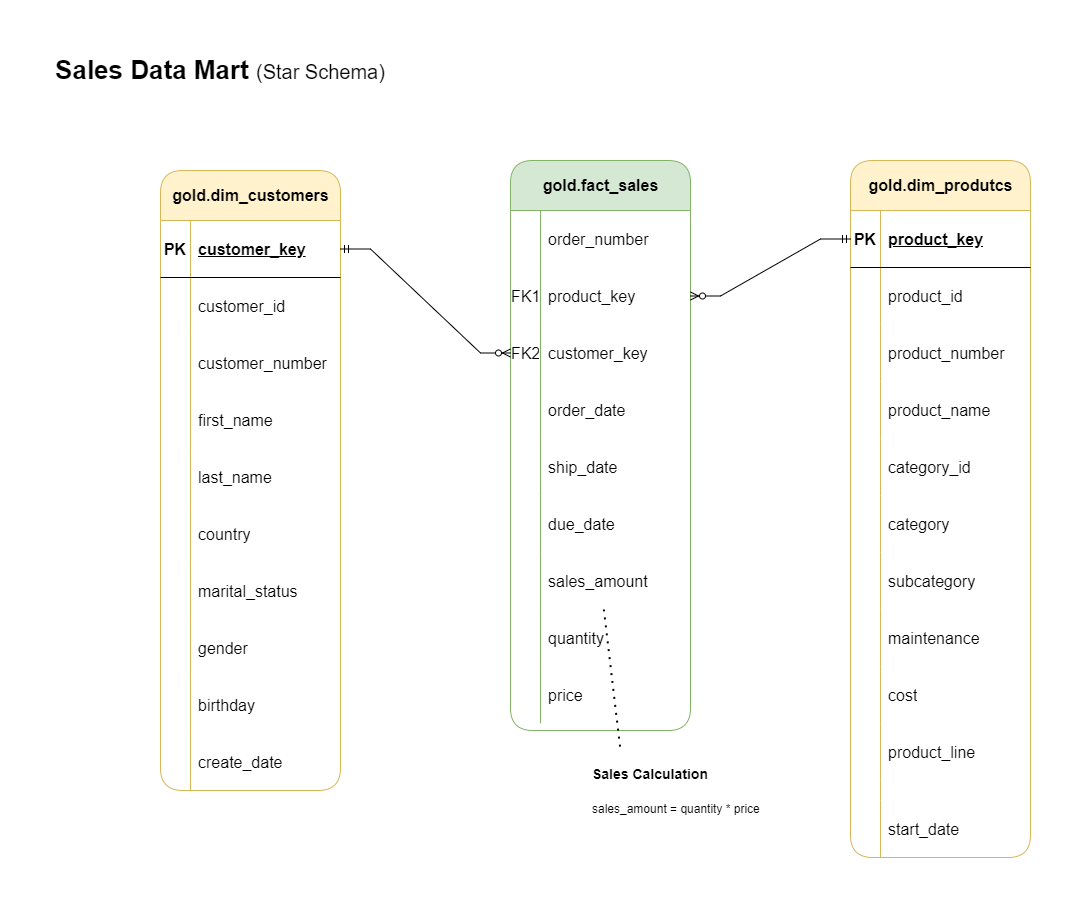 Sales Data Mart (Star Schema)
gold.dim_customers
PK customer_key
customer_id
customer_number
first_name
last_name
country
marital_status
gender
birthday
create_date
gold.fact_sales
order_number
FK1 product_key
FK2 customer_key
order_date
ship_date
due_date
sales_amount
quantity
price
Sales Calculation
sales_amount = quantity * price
gold.dim_produtcs
PK product_key
product_id
product_number
product_name
category_id
category
subcategory
maintenance
cost
product_line
start_date